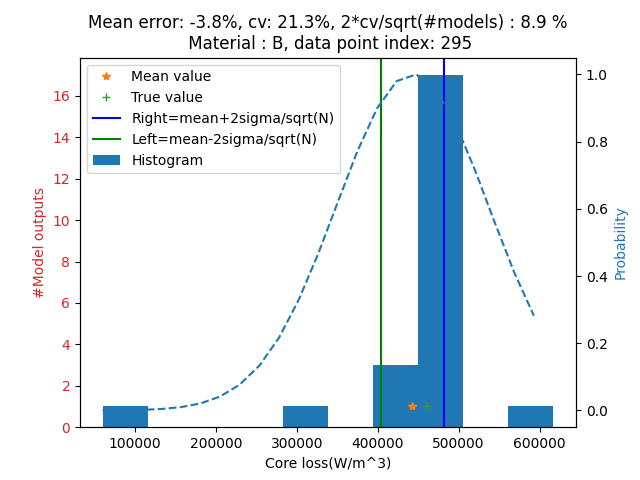 Mean error: -3.8%, cv: 21.3%, 2*cv/sqrt(#models) : 8.9 %
Material : B, data point index: 295
Mean value
True value
Right=mean+2sigma/sqrt(N)
Left=mean-2sigma/sqrt(N)
Histogram
#Model outputs
16
14
12
10
8
6
4
2
0
1.0
0.8
0.6
0.4
0.2
0.0
Probability
100000 200000 300000 400000 500000 600000
Core loss(W/m^3)